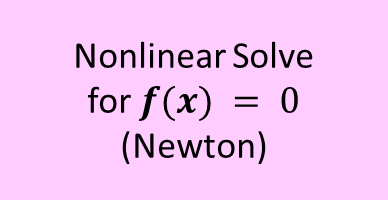 Nonlinear Solve
for f(x) = 0
(Newton)